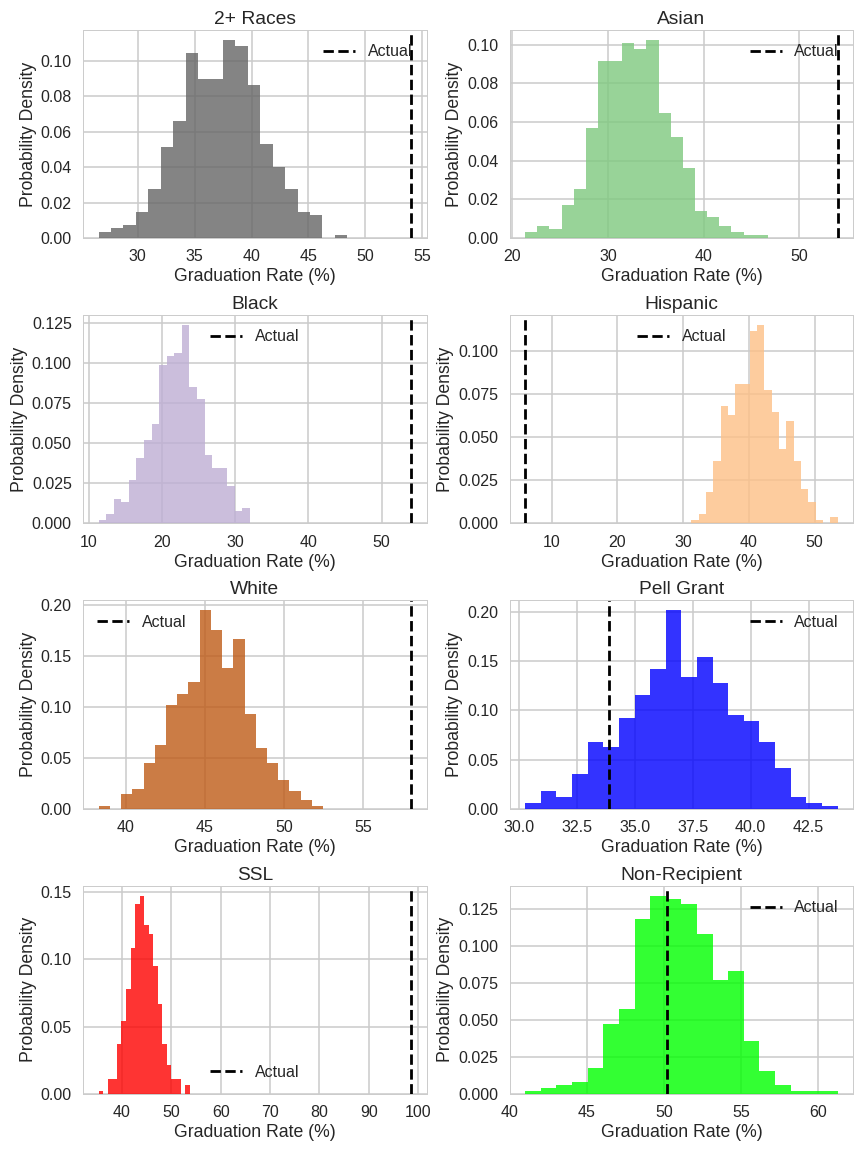 2+ Races
Actual
0.10
0.08
0.06
0.04
0.02
0.00
Probability Density
30 35 40 45 50 55
Graduation Rate (%)
Asian
Actual
0.10
0.08
0.06
0.04
0.02
0.00
Probability Density
20 30 40 50
Graduation Rate (%)
Black
Actual
0.125
0.100
0.075
0.050
0.025
0.000
Probability Density
10 20 30 40 50
Graduation Rate (%)
Hispanic
Actual
0.100
0.075
0.050
0.025
0.000
Probability Density
10 20 30 40 50
Graduation Rate (%)
White
Actual
0.20
0.15
0.10
0.05
0.00
Probability Density
40 45 50 55
Graduation Rate (%)
Pell Grant
Actual
0.20
0.15
0.10
0.05
0.00
Probability Density
30.0 32.5 35.0 37.5 40.0 42.5
Graduation Rate (%)
SSL
Actual
0.15
0.10
0.05
0.00
Probability Density
40 50 60 70 80 90 100
Graduation Rate (%)
Non-Recipient
Actual
0.125
0.100
0.075
0.050
0.025
0.000
Probability Density
40 45 50 55 60
Graduation Rate (%)